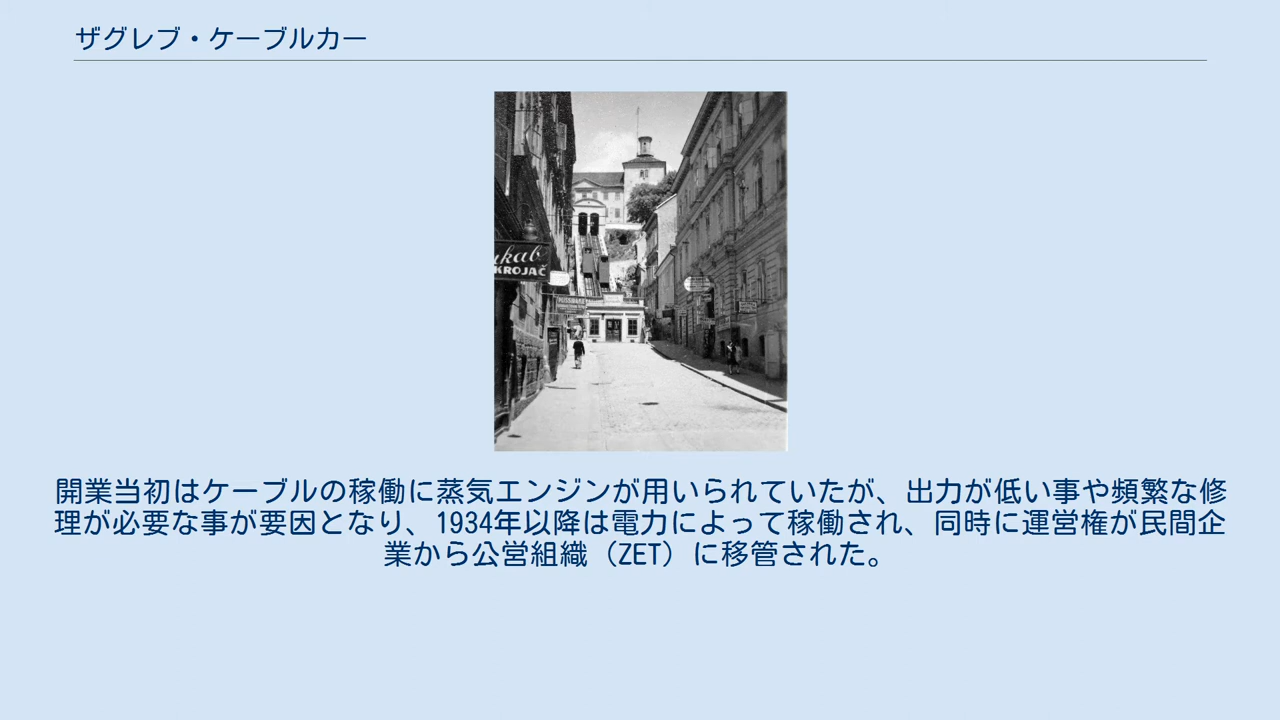 ザグレブ・ケーブルカー
ukab
KROJAČ
開業当初はケーブルの稼働に蒸気エンジンが用いられていたが、出力が低い事や頻繁な修
理が必要な事が要因となり、1934年以降は電力によって稼働され、同時に運営権が民間企
業から公営組織（ZET）に移管された。